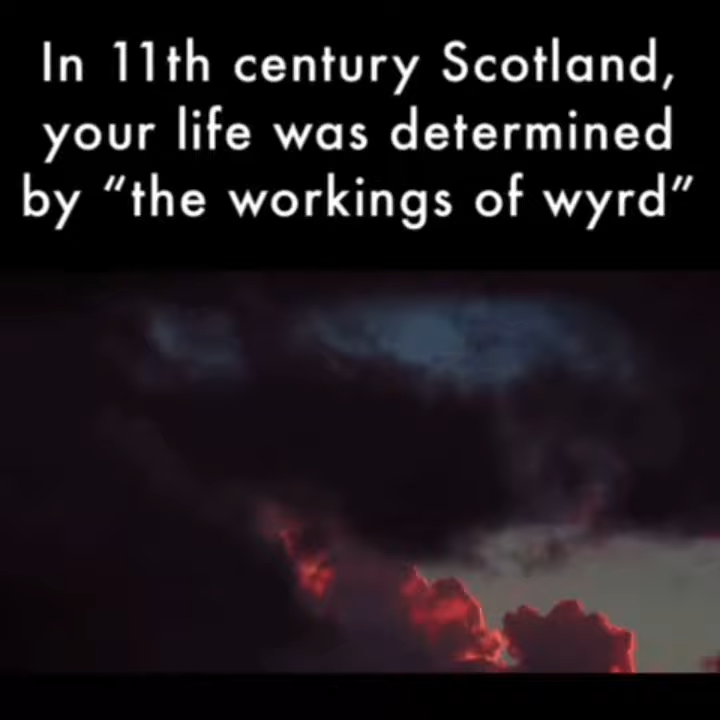 In 11th century Scotland,
your life was determined
by “the workings of wyrd”